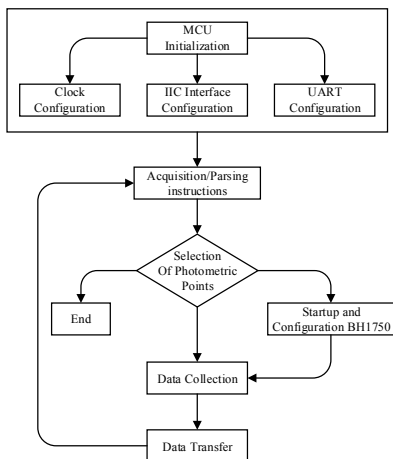 MCU
Initialization
Clock
Configuration
IIC Interface
Configuration
UART
Configuration
Acquisition/Parsing
instructions
Selection
Of Photometric
Points
End
Startup and
Configuration BH1750
Data Collection
Data Transfer